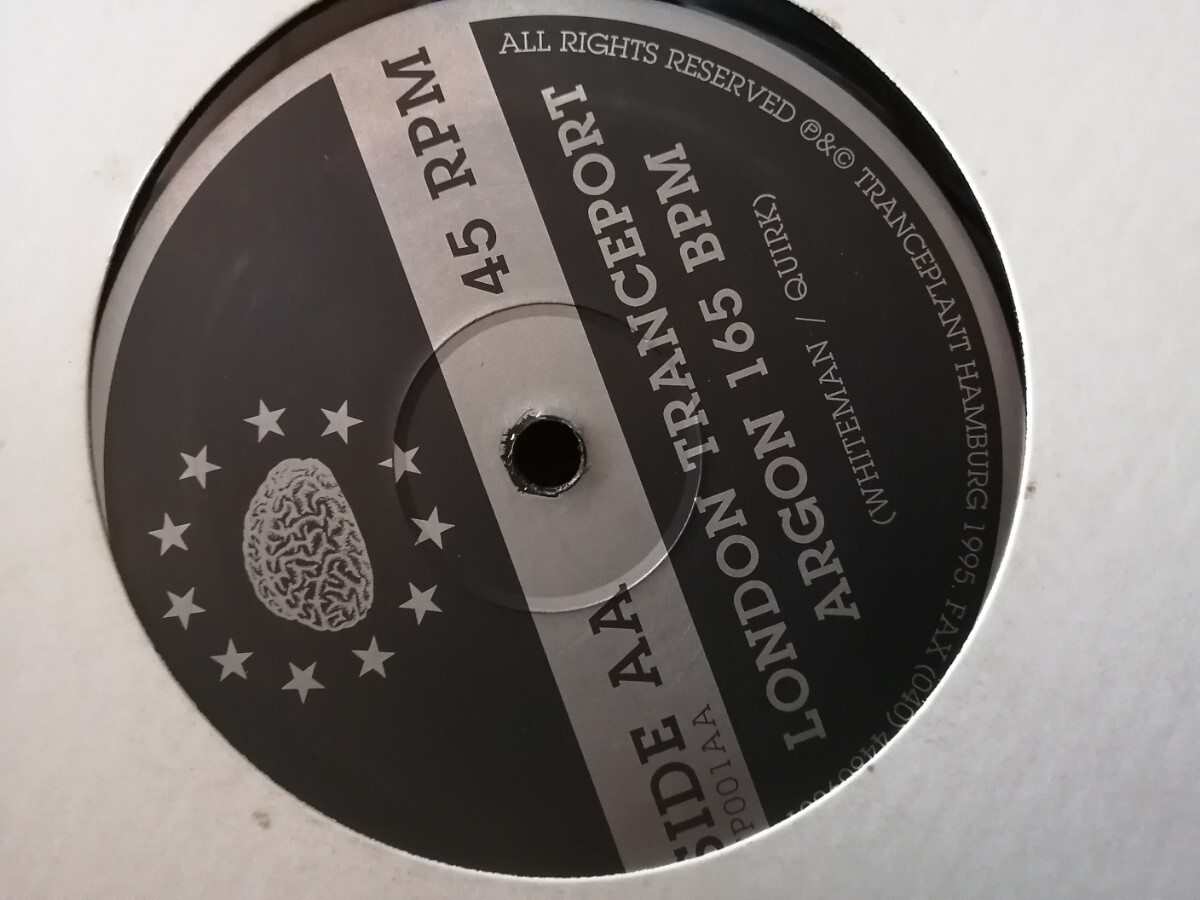 SIDE AA
45 RPM
P001AA
LONDON TRANCEPORT
ARGON 165 BPM
(WHITEMAN / QUIRK)
ALL RIGHTS RESERVED ℗&© TRANCEPLANT HAMBURG 1995. FAX (040)